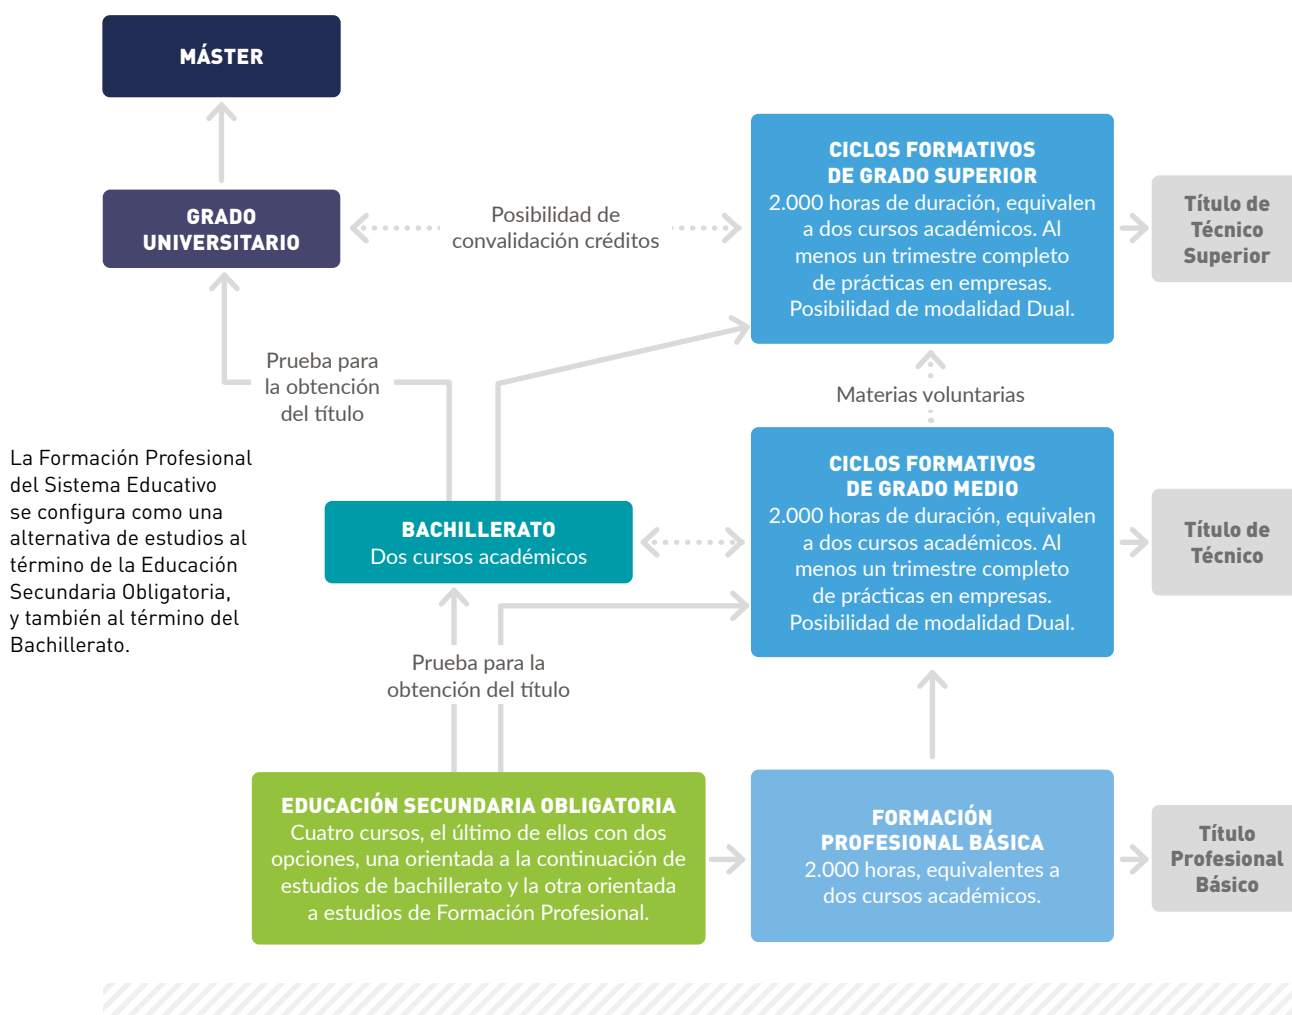 MÁSTER
CICLOS FORMATIVOS
DE GRADO SUPERIOR
2.000 horas de duración, equivalen
a dos cursos académicos. Al
menos un trimestre completo
de prácticas en empresas.
Posibilidad de modalidad Dual.
Título de
Técnico
Superior
GRADO
UNIVERSITARIO
Posibilidad de
convalidación créditos
Prueba para
la obtención
del título
Materias voluntarias
La Formación Profesional
del Sistema Educativo
se configura como una
alternativa de estudios al
término de la Educación
Secundaria Obligatoria,
y también al término del
Bachillerato.
BACHILLERATO
Dos cursos académicos
CICLOS FORMATIVOS
DE GRADO MEDIO
2.000 horas de duración, equivalen
a dos cursos académicos. Al
menos un trimestre completo
de prácticas en empresas.
Posibilidad de modalidad Dual.
Título de
Técnico
Prueba para la
obtención del título
EDUCACIÓN SECUNDARIA OBLIGATORIA
Cuatro cursos, el último de ellos con dos
opciones, una orientada a la continuación de
estudios de bachillerato y la otra orientada
a estudios de Formación Profesional.
FORMACIÓN
PROFESIONAL BÁSICA
2.000 horas, equivalentes a
dos cursos académicos.
Título
Profesional
Básico